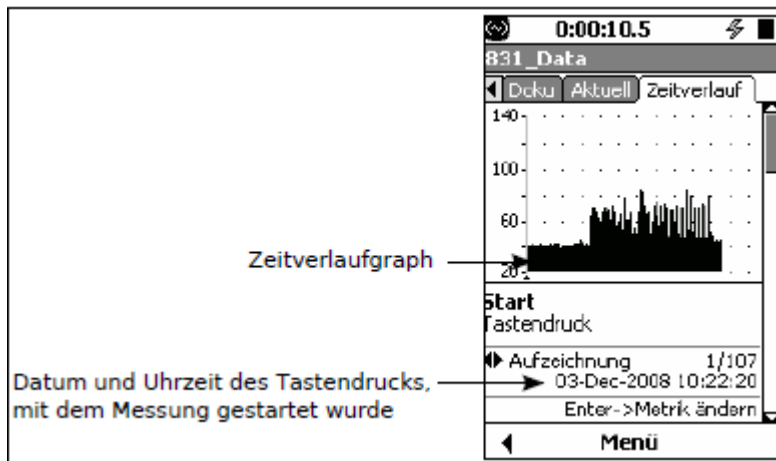 0:00:10.5
831_Data
Doku Aktuell Zeitverlauf
140
100
60
20
Zeitverlaufgraph
Start
Tastendruck
Aufzeichnung 1/107
03-Dec-2008 10:22:20
Datum und Uhrzeit des Tastendrucks,
mit dem Messung gestartet wurde
Enter->Metrik ändern
Menü